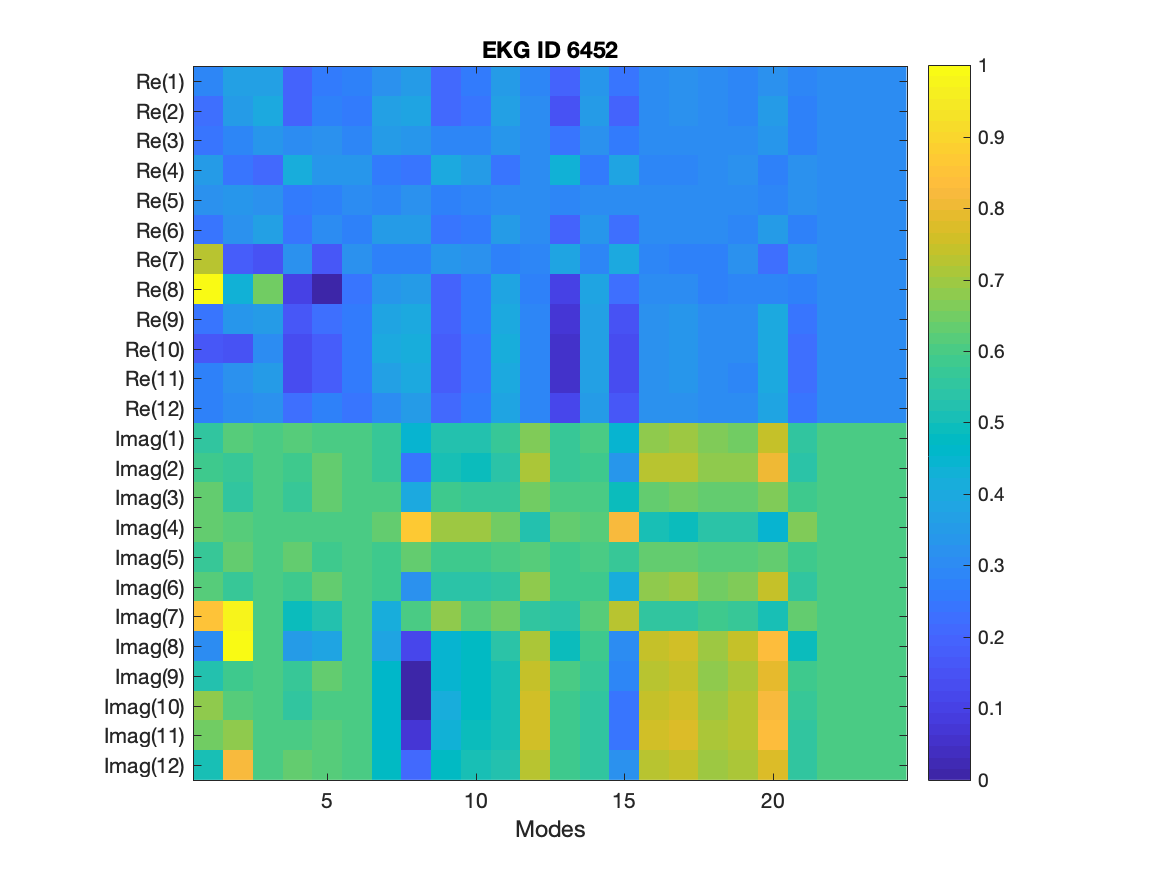 EKG ID 6452
Re(1)
Re(2)
Re(3)
Re(4)
Re(5)
Re(6)
Re(7)
Re(8)
Re(9)
Re(10)
Re(11)
Re(12)
Imag(1)
Imag(2)
Imag(3)
Imag(4)
Imag(5)
Imag(6)
Imag(7)
Imag(8)
Imag(9)
Imag(10)
Imag(11)
Imag(12)
5 10 15 20
Modes
1
0.9
0.8
0.7
0.6
0.5
0.4
0.3
0.2
0.1
0